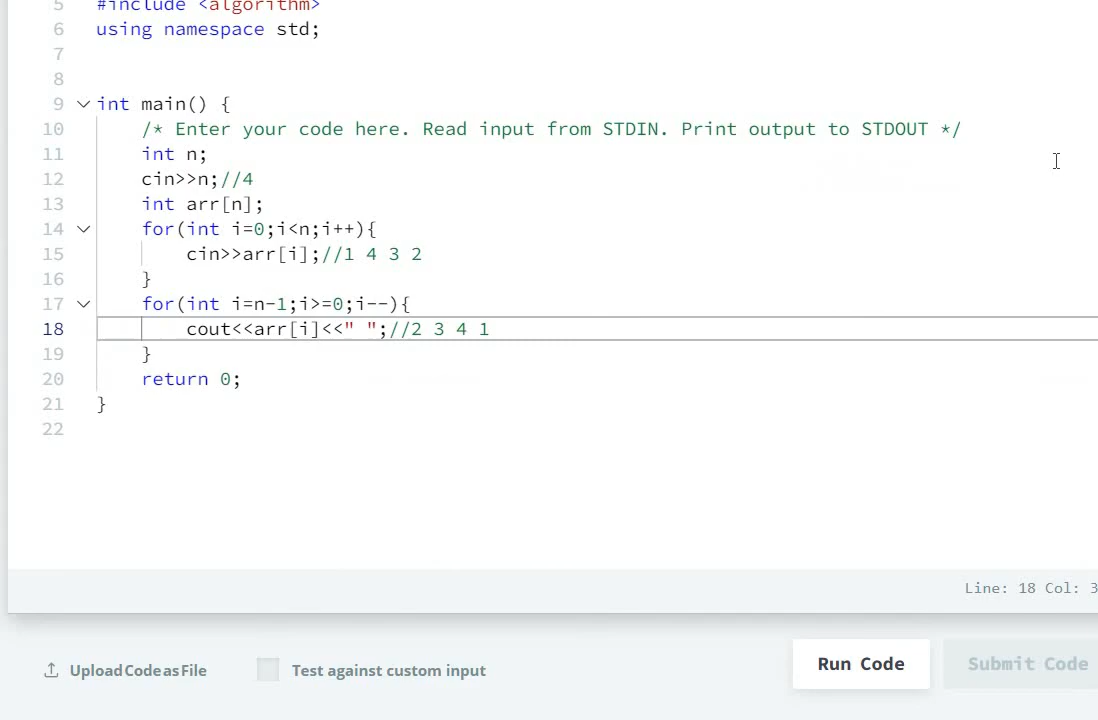 5 #include <algorithm>
6 using namespace std;
7
8
9 int main() {
10 /* Enter your code here. Read input from STDIN. Print output to STDOUT */
11 int n;
12 cin>>n;//4
13 int arr[n];
14 for(int i=0;i<n;i++){
15 cin>>arr[i];//1 4 3 2
16 }
17 for(int i=n-1;i>=0;i--){
18 cout<<arr[i]<<" ";//2 3 4 1
19 }
20 return 0;
21 }
22
Line: 18 Col: 3
Upload Code as File Test against custom input Run Code Submit Code